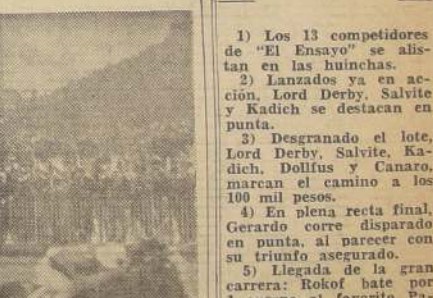 1) Los 13 competidores
de "El Ensayo" se alis-
tan en las huinchas.
2) Lanzados ya en ac-
ción, Lord Derby, Salvite
y Kadich se destacan en
punta.
3) Desgranado el lote,
Lord Derby, Salvite, Ka-
dich, Dollfus y Canaro,
marcan el camino a los
100 mil pesos.
4) En plena recta final,
Gerardo corre disparado
en punta, al parecer con
su triunfo asegurado.
5) Llegada de la gran
carrera: Rokof bate por